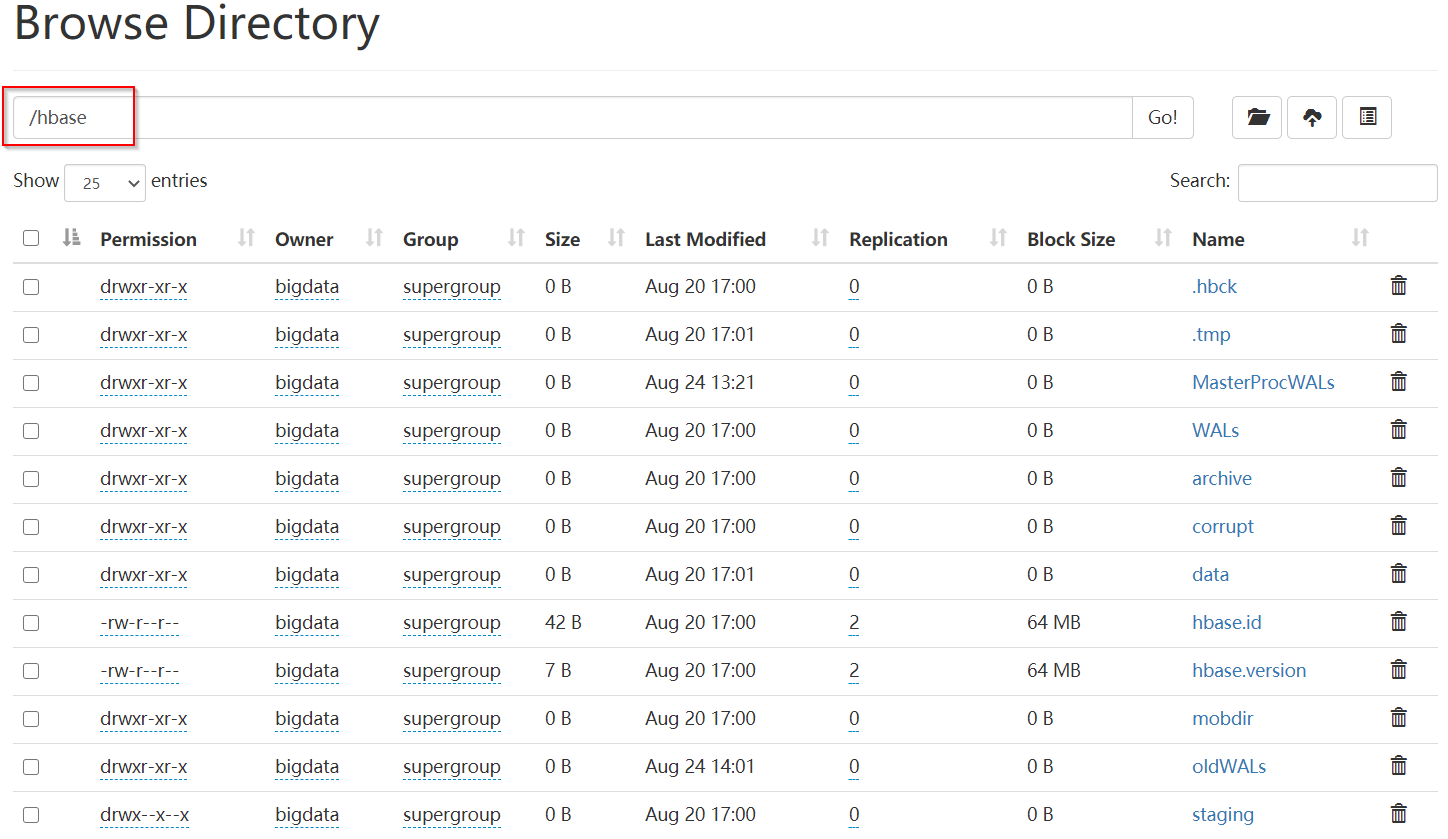 Browse Directory
/hbase Go!
Show 25 entries Search:
Permission Owner Group Size Last Modified Replication Block Size Name
drwxr-xr-x bigdata supergroup 0 B Aug 20 17:00 0 0 B .hbck
drwxr-xr-x bigdata supergroup 0 B Aug 20 17:01 0 0 B .tmp
drwxr-xr-x bigdata supergroup 0 B Aug 24 13:21 0 0 B MasterProcWALs
drwxr-xr-x bigdata supergroup 0 B Aug 20 17:00 0 0 B WALs
drwxr-xr-x bigdata supergroup 0 B Aug 20 17:00 0 0 B archive
drwxr-xr-x bigdata supergroup 0 B Aug 20 17:00 0 0 B corrupt
drwxr-xr-x bigdata supergroup 0 B Aug 20 17:01 0 0 B data
-rw-r--r-- bigdata supergroup 42 B Aug 20 17:00 2 64 MB hbase.id
-rw-r--r-- bigdata supergroup 7 B Aug 20 17:00 2 64 MB hbase.version
drwxr-xr-x bigdata supergroup 0 B Aug 20 17:00 0 0 B mobdir
drwxr-xr-x bigdata supergroup 0 B Aug 24 14:01 0 0 B oldWALs
drwx--x--x bigdata supergroup 0 B Aug 20 17:00 0 0 B staging